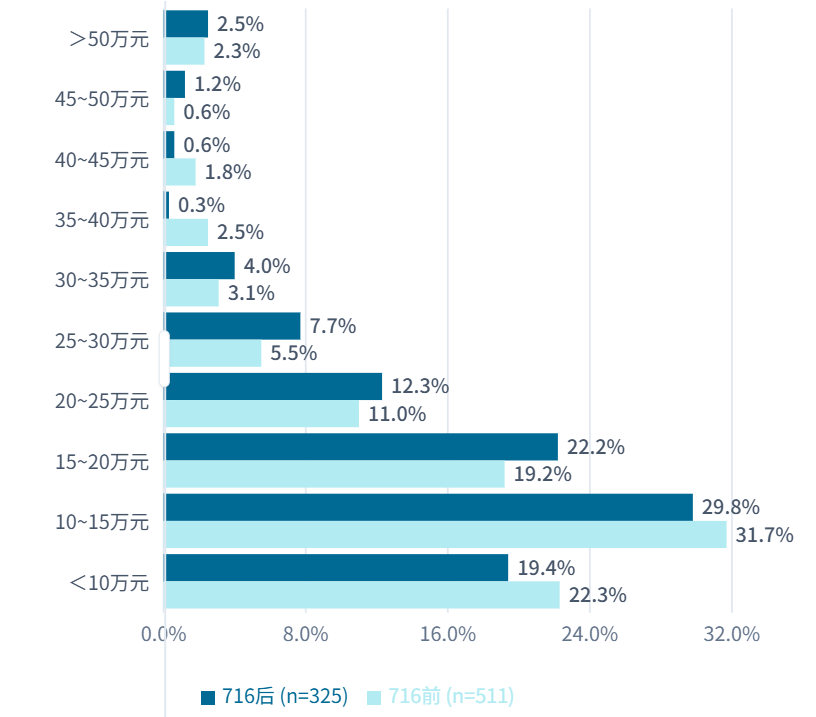 ＞50万元
2.5%
2.3%
45~50万元
1.2%
0.6%
40~45万元
0.6%
1.8%
35~40万元
0.3%
2.5%
30~35万元
4.0%
3.1%
25~30万元
7.7%
5.5%
20~25万元
12.3%
11.0%
15~20万元
22.2%
19.2%
10~15万元
29.8%
31.7%
＜10万元
19.4%
22.3%
0.0% 8.0% 16.0% 24.0% 32.0%
716后 (n=325) 716前 (n=511)